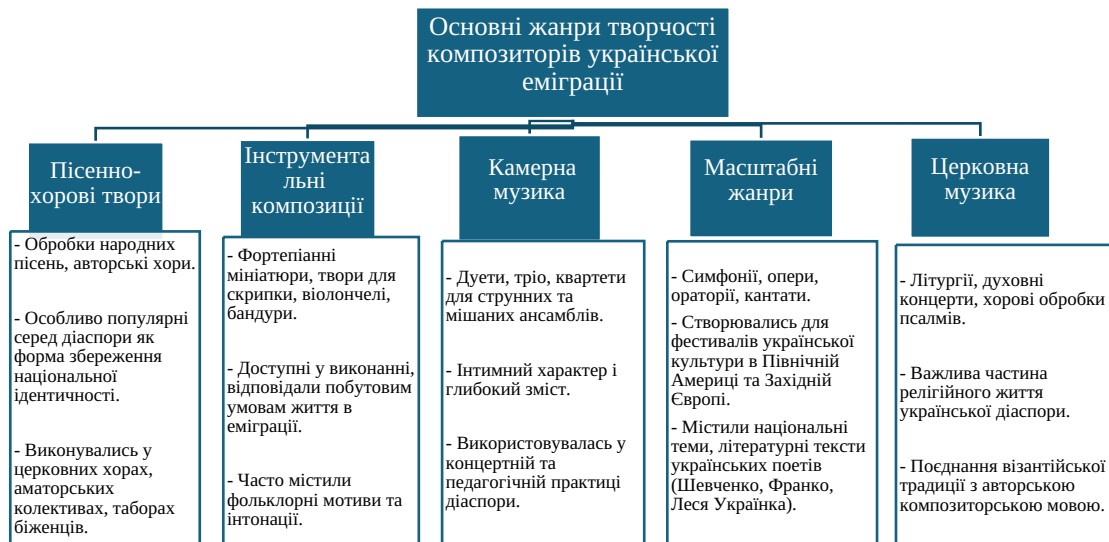 Основні жанри творчості
композиторів української
еміграції
Пісенно-
хорові твори
- Обробки народних
пісень, авторські хори.
- Особливо популярні
серед діаспори як
форма збереження
національної
ідентичності.
- Виконувались у
церковних хорах,
аматорських
колективах, таборах
біженців.
Інструмента
льні
композиції
- Фортепіанні
мініатюри, твори для
скрипки, віолончелі,
бандури.
- Доступні у виконанні,
відповідали побутовим
умовам життя в
еміграції.
- Часто містили
фольклорні мотиви та
інтонації.
Камерна
музика
- Дуети, тріо, квартети
для струнних та
мішаних ансамблів.
- Інтимний характер і
глибокий зміст.
- Використовувалась у
концертній та
педагогічній практиці
діаспори.
Масштабні
жанри
- Симфонії, опери,
ораторії, кантати.
- Створювались для
фестивалів української
культури в Північній
Америці та Західній
Європі.
- Містили національні
теми, літературні тексти
українських поетів
(Шевченко, Франко,
Леся Українка).
Церковна
музика
- Літургії, духовні
концерти, хорові обробки
псалмів.
- Важлива частина
релігійного життя
української діаспори.
- Поєднання візантійської
традиції з авторською
композиторською мовою.